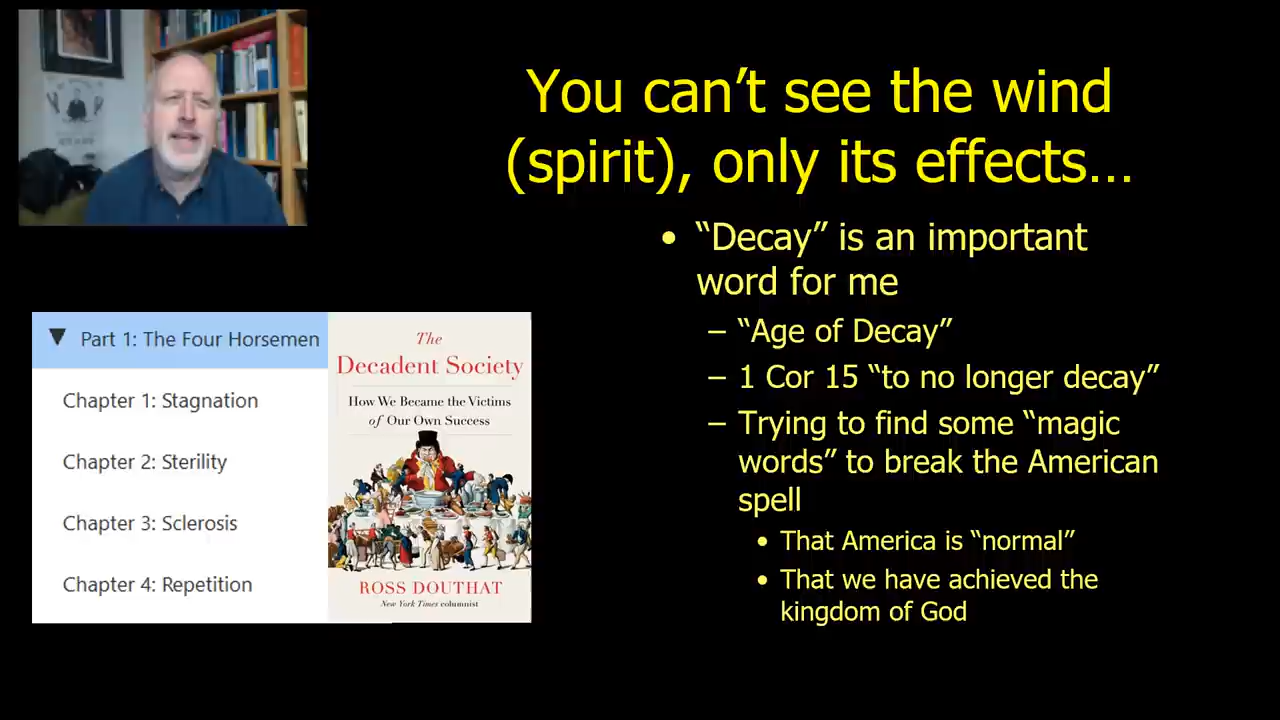 You can’t see the wind
(spirit), only its effects…
• “Decay” is an important
word for me
– “Age of Decay”
– 1 Cor 15 “to no longer decay”
– Trying to find some “magic
words” to break the American
spell
• That America is “normal”
• That we have achieved the
kingdom of God
▼ Part 1: The Four Horsemen
Chapter 1: Stagnation
Chapter 2: Sterility
Chapter 3: Sclerosis
Chapter 4: Repetition
The
Decadent Society
How We Became the Victims
of Our Own Success
ROSS DOUTHAT
New York Times columnist